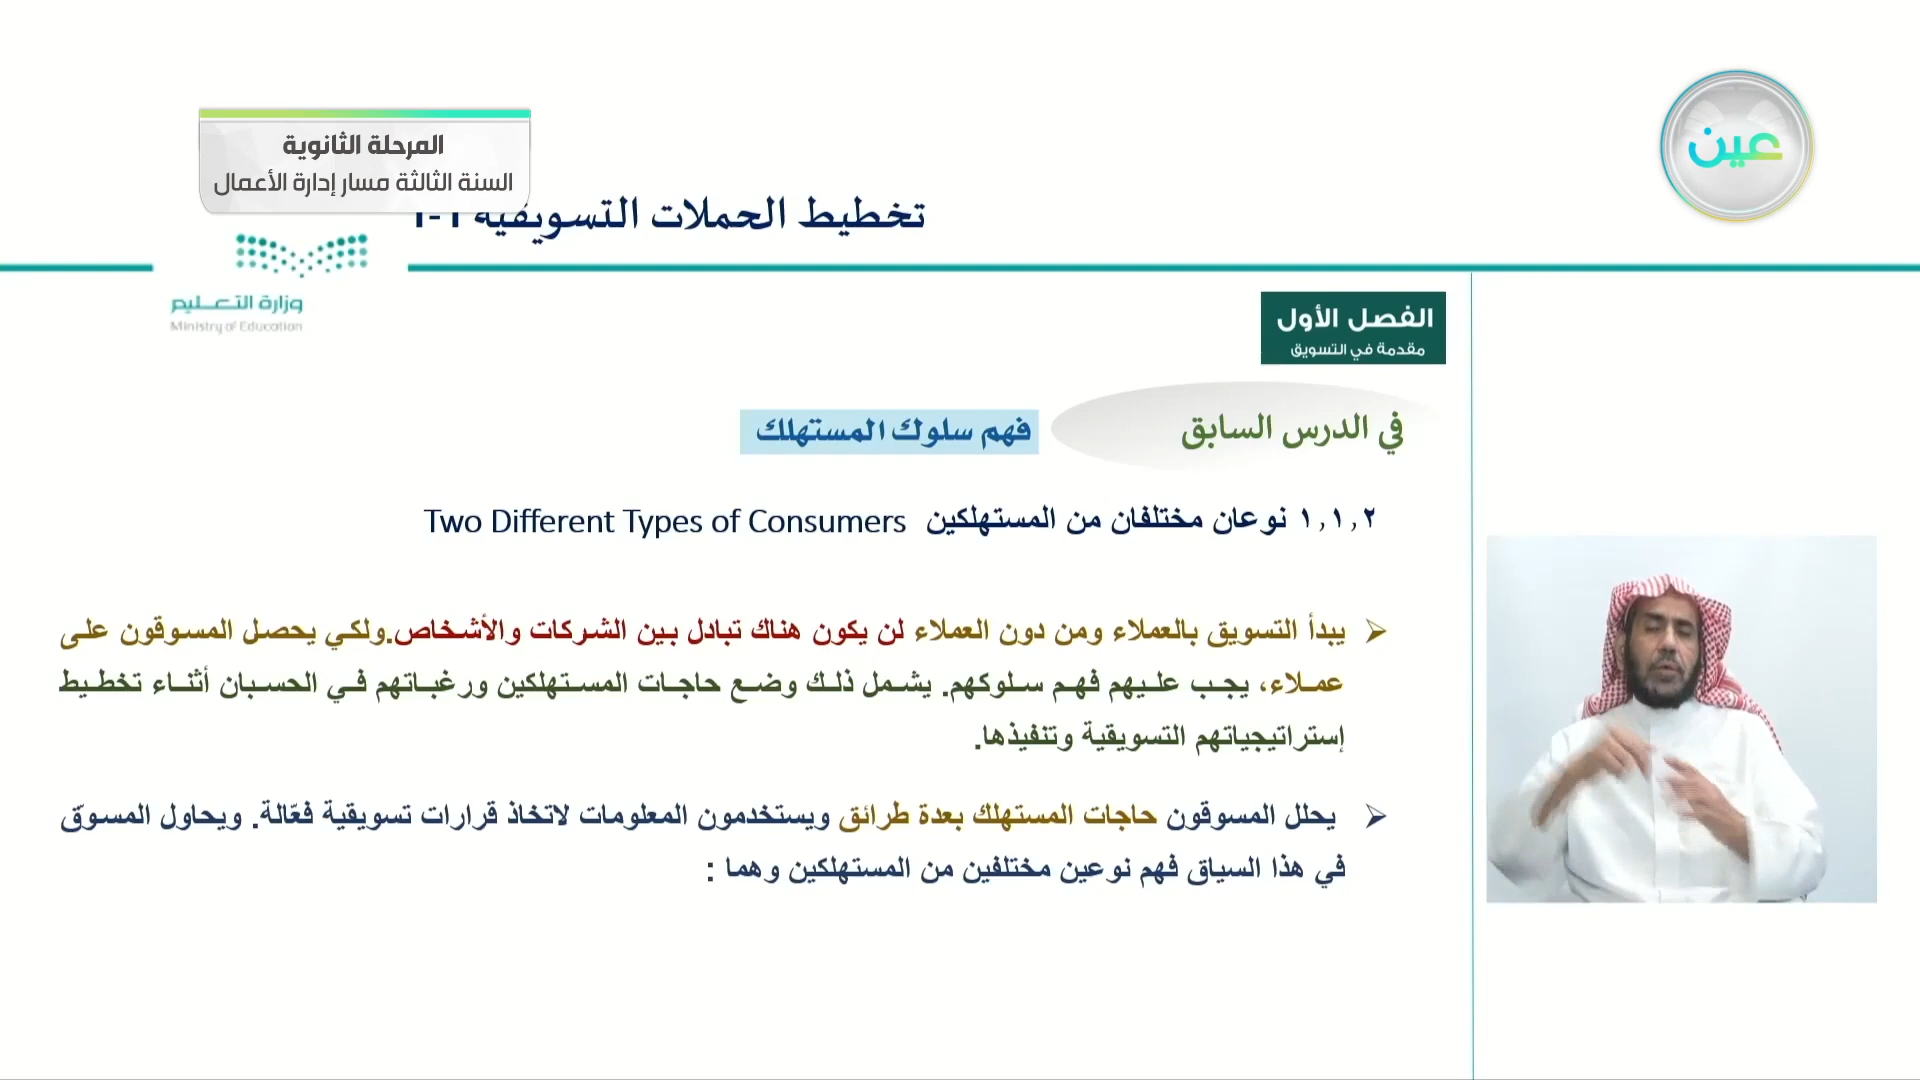 المرحلة الثانوية
السنة الثالثة مسار إدارة الأعمال
عين
تخطيط الحملات التسويقية ١-١
وزارة التعليم
Ministry of Education
الفصل الأول
مقدمة في التسويق
في الدرس السابق
فهم سلوك المستهلك
١,١,٢ نوعان مختلفان من المستهلكين Two Different Types of Consumers
يبدأ التسويق بالعملاء ومن دون العملاء لن يكون هناك تبادل بين الشركات والأشخاص.ولكي يحصل المسوقون على
عملاء، يجب عليهم فهم سلوكهم. يشمل ذلك وضع حاجات المستهلكين ورغباتهم في الحسبان أثناء تخطيط
إستراتيجياتهم التسويقية وتنفيذها.
يحلل المسوقون حاجات المستهلك بعدة طرائق ويستخدمون المعلومات لاتخاذ قرارات تسويقية فعّالة. ويحاول المسوّق
في هذا السياق فهم نوعين مختلفين من المستهلكين وهما :